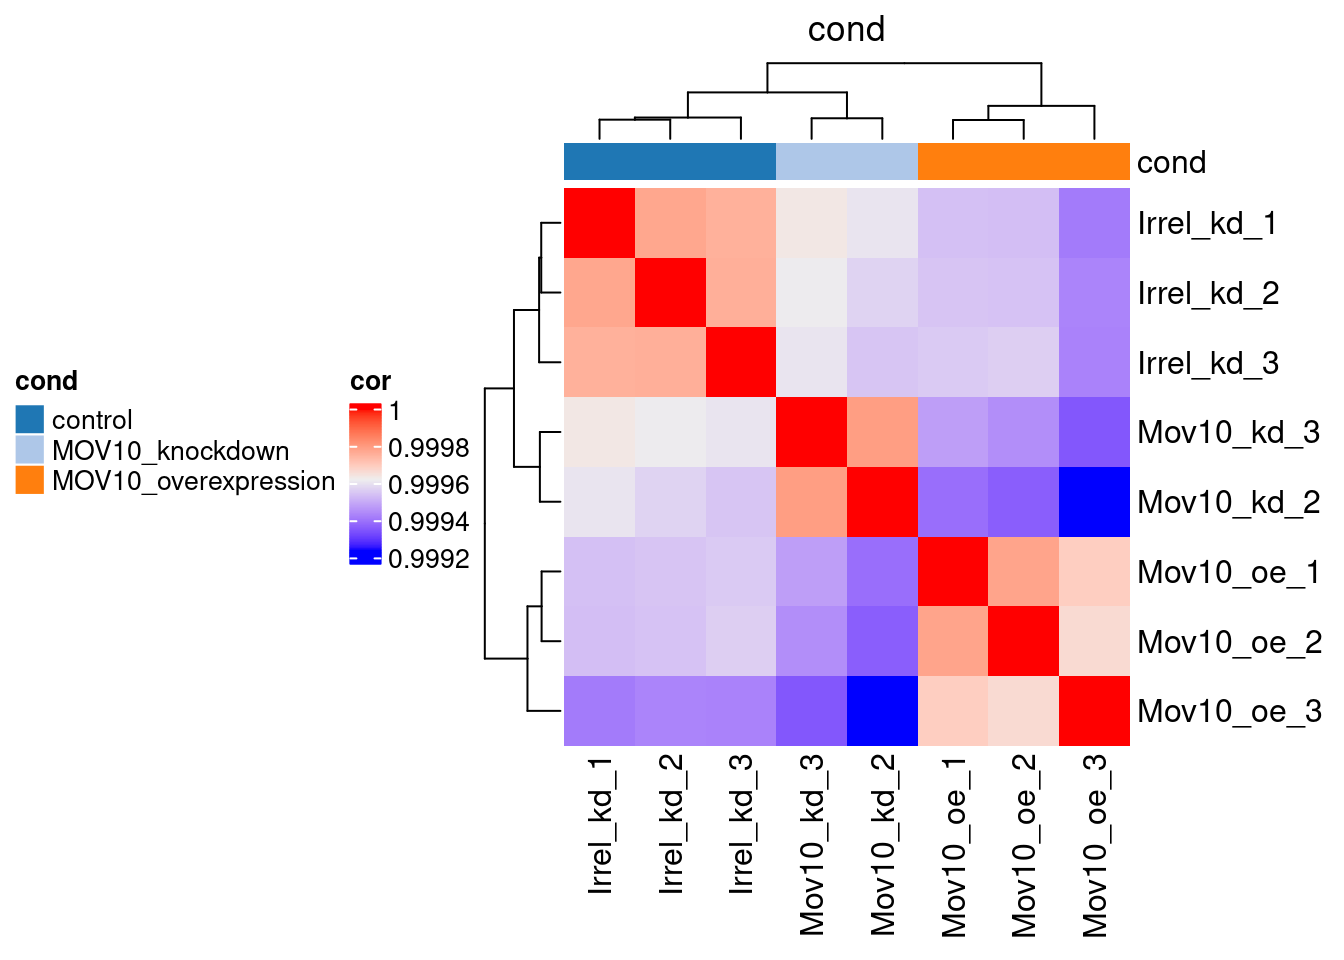 cond
cond
Irrel_kd_1
Irrel_kd_2
Irrel_kd_3
Mov10_kd_3
Mov10_kd_2
Mov10_oe_1
Mov10_oe_2
Mov10_oe_3
cond
control
MOV10_knockdown
MOV10_overexpression
cor
1
0.9998
0.9996
0.9994
0.9992
Irrel_kd_1
Irrel_kd_2
Irrel_kd_3
Mov10_kd_3
Mov10_kd_2
Mov10_oe_1
Mov10_oe_2
Mov10_oe_3